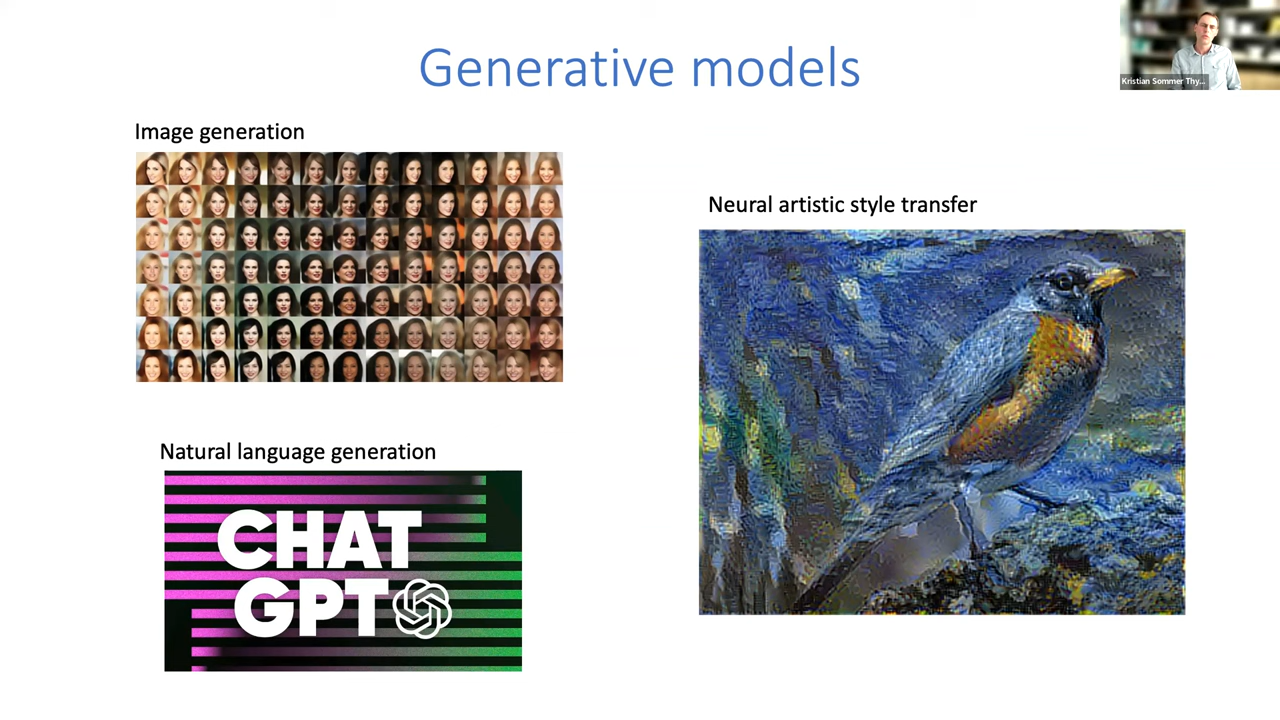 Generative models
Kristian Sommer Thy...
Image generation
Neural artistic style transfer
Natural language generation
CHAT
GPT